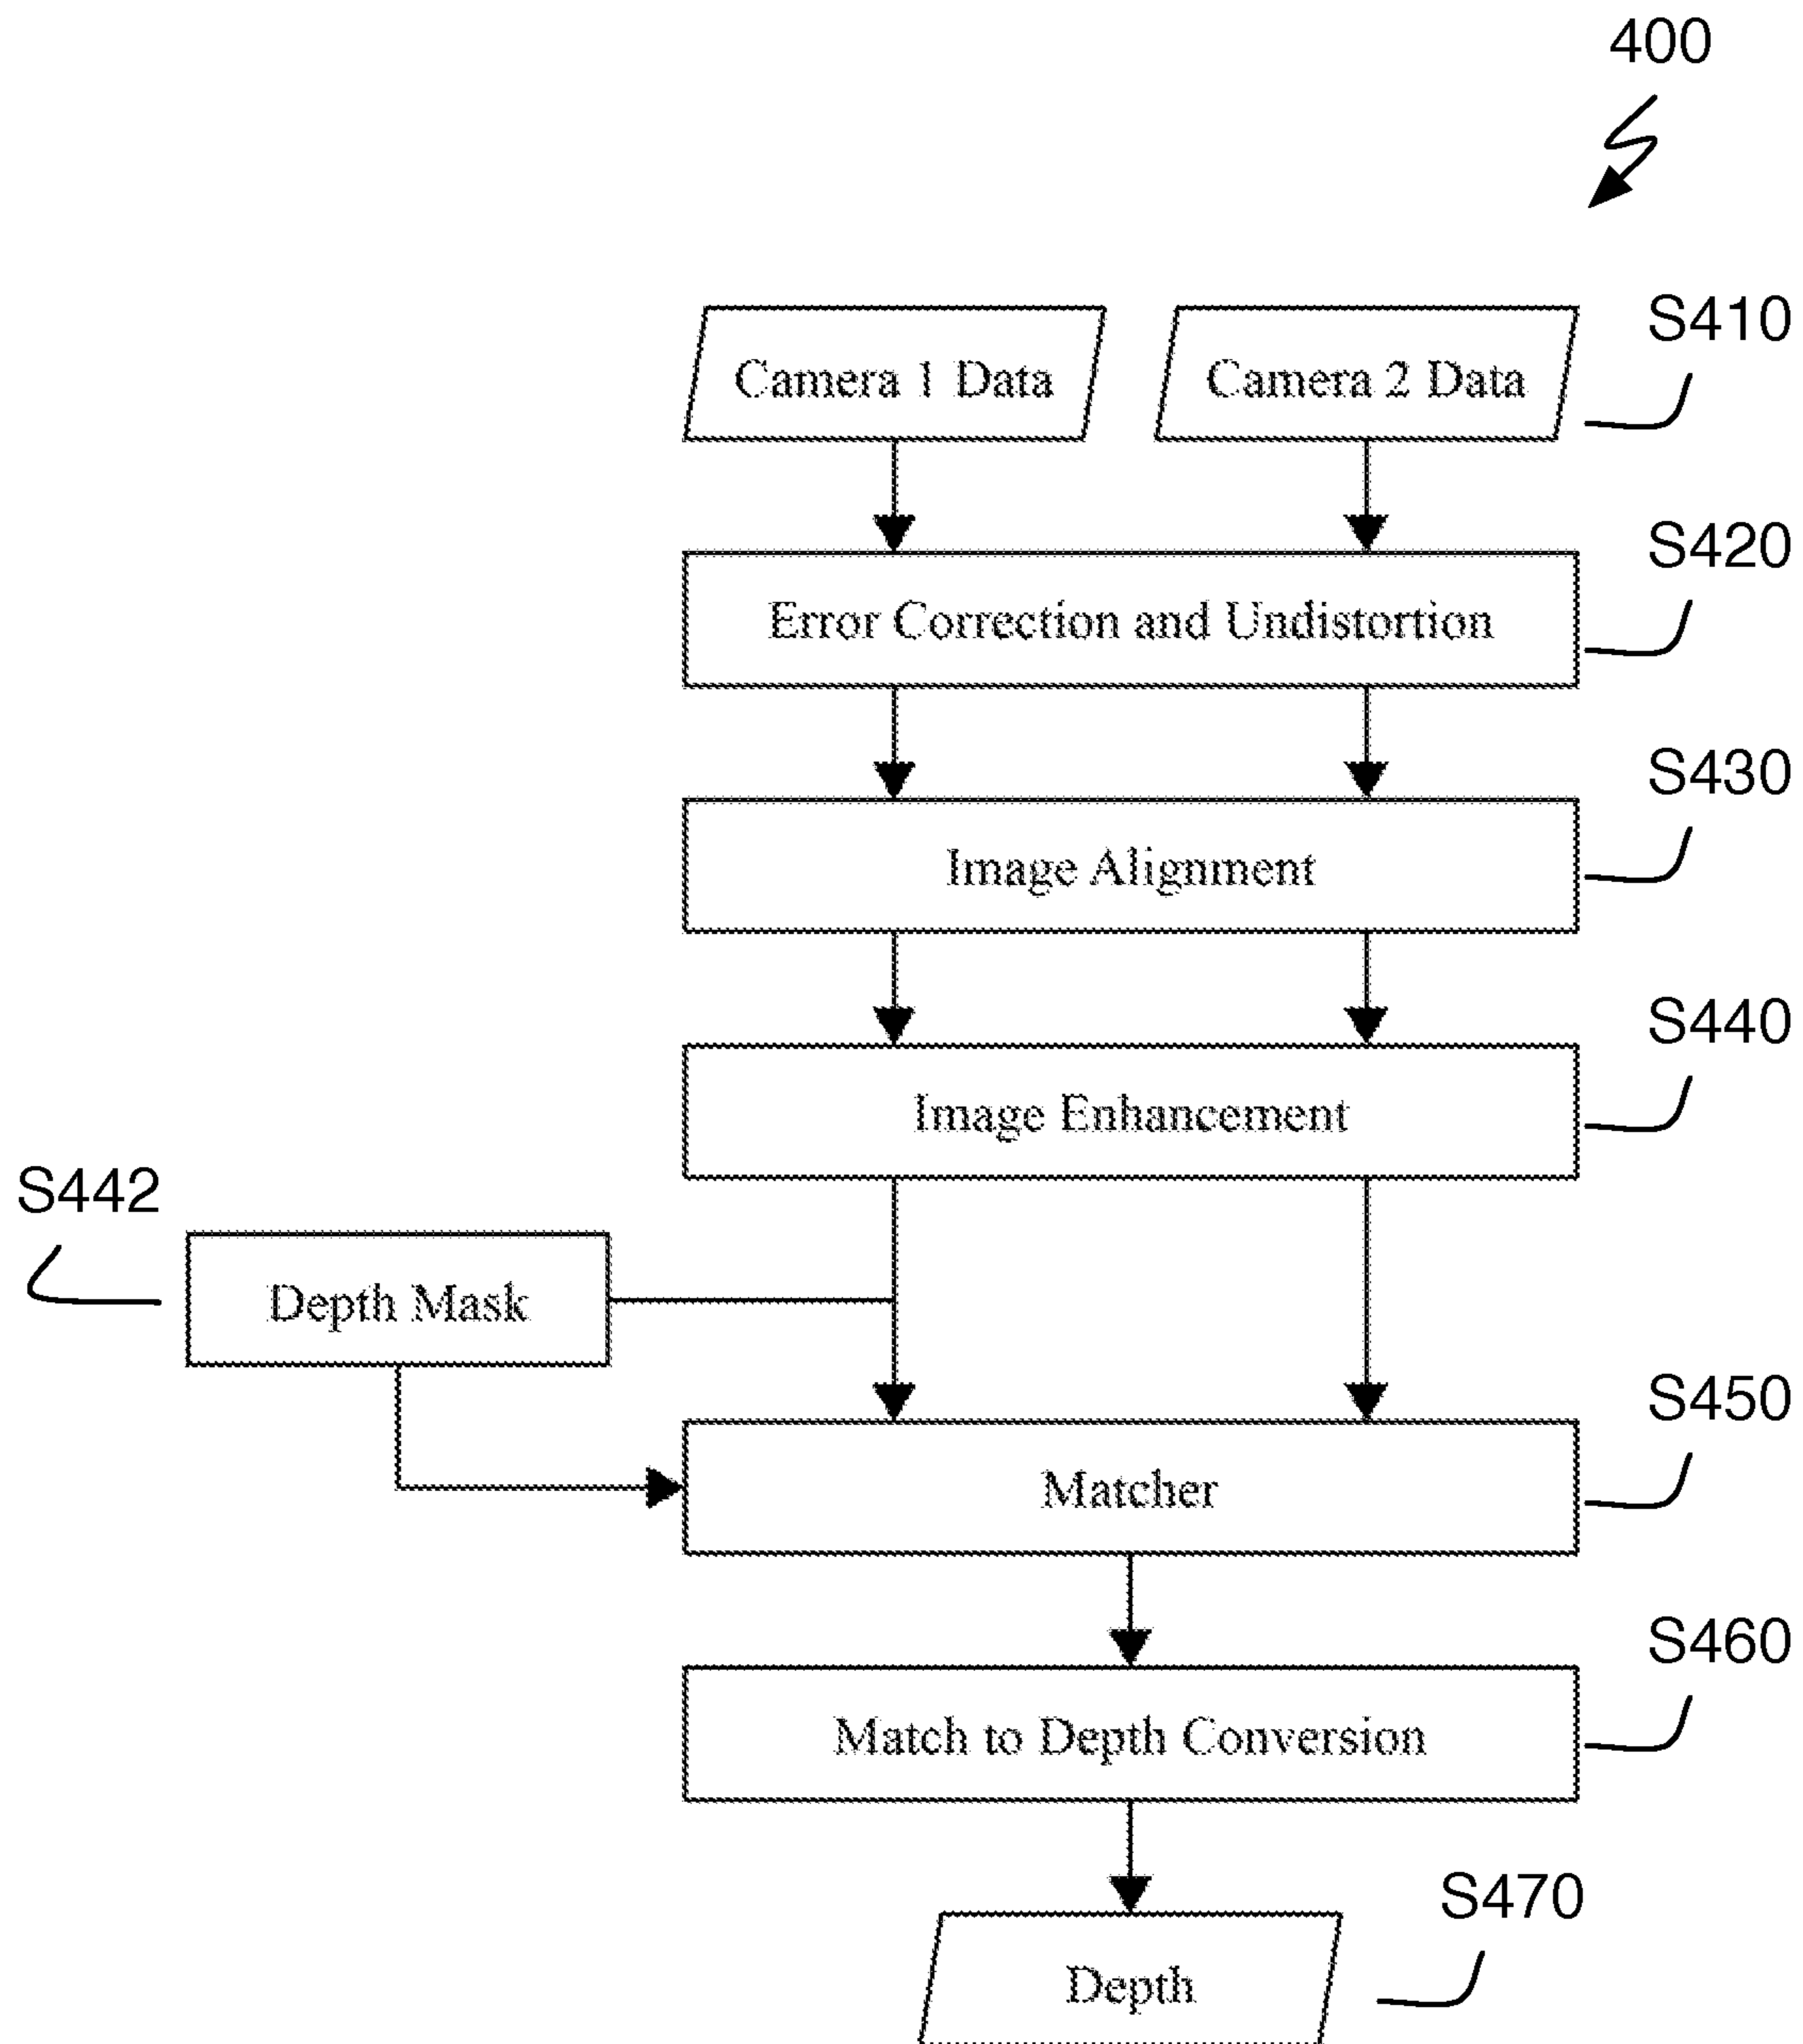 400
Camera 1 Data
Camera 2 Data
S410
Error Correction and Undistortion
S420
Image Alignment
S430
Image Enhancement
S440
S442
Depth Mask
Matcher
S450
Match to Depth Conversion
S460
Depth
S470